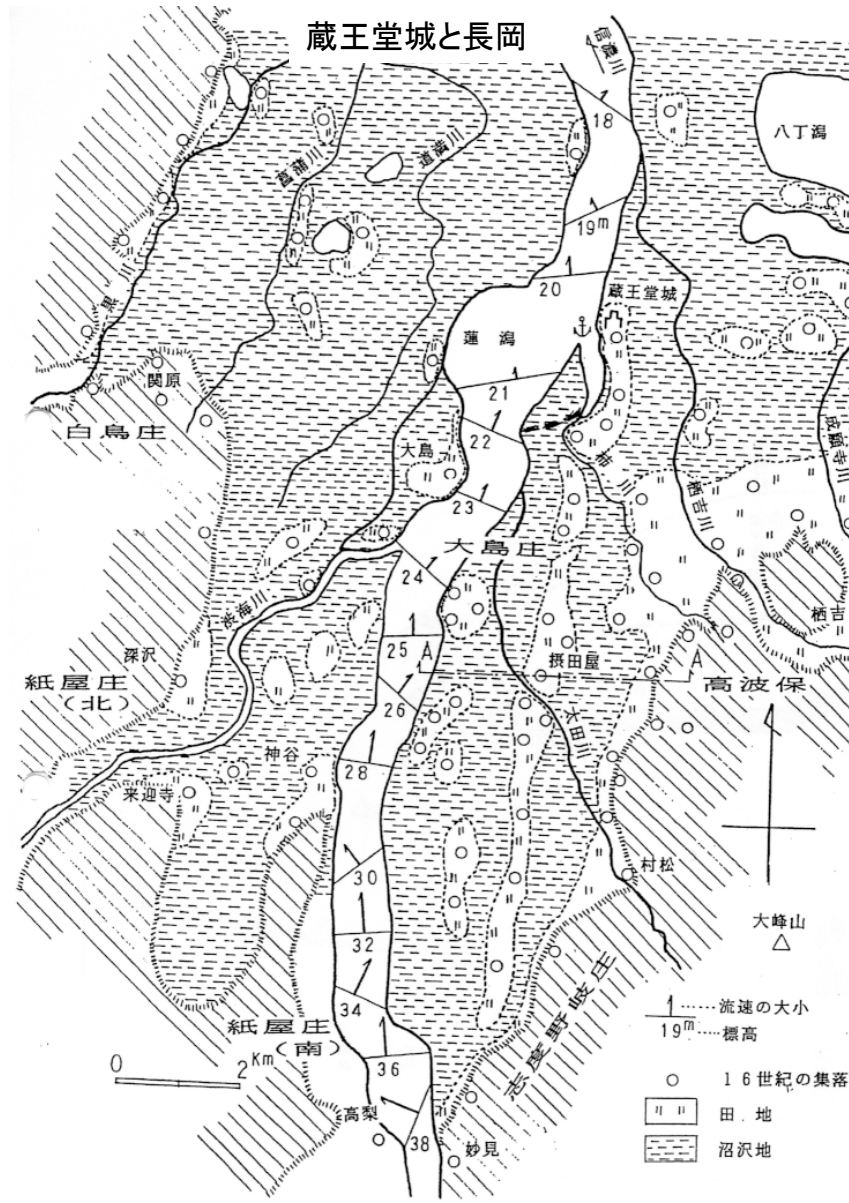 蔵王堂城と長岡
信濃川
18
八丁潟
菖蒲川
道満川
19m
黒川
20
蔵王堂城
蓮潟
関原
21
白鳥庄
22
大島
柿川
成願寺川
栖吉川
23
大島庄
24
渋海川
栖吉
深沢
25
A
摂田屋
A
紙届庄
(北)
高波保
26
太田川
神谷
28
来迎寺
村松
30
大峰山
32
流速の大小
19m
標高
34
紙屋庄
(南)
志度野岐庄
0
2Km
36
16世紀の集落
田地
高梨
38
妙見
沼沢地